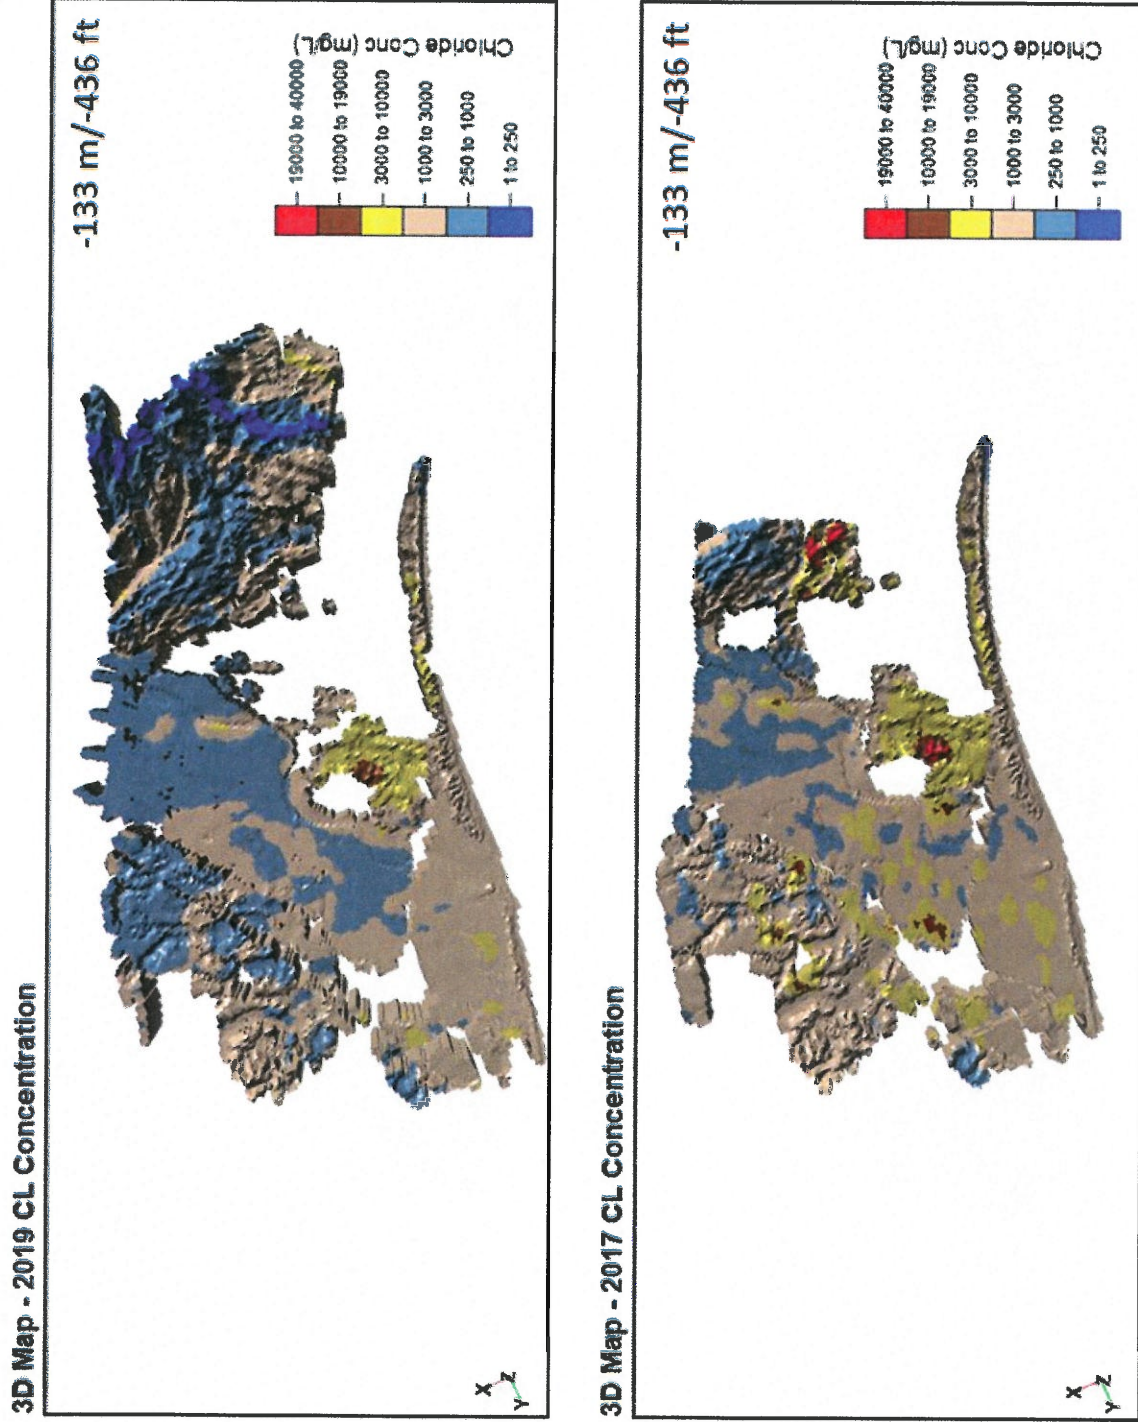 3D Map - 2019 CL Concentration
-133 m/-436 ft
19000 to 40000
10000 to 19000
3000 to 10000
1000 to 3000
250 to 1000
1 to 250
Chloride Conc (mg/L)
X
Y
Z
3D Map - 2017 CL Concentration
-133 m/-436 ft
19000 to 40000
10000 to 19000
3000 to 10000
1000 to 3000
250 to 1000
1 to 250
Chloride Conc (mg/L)
X
Y
Z